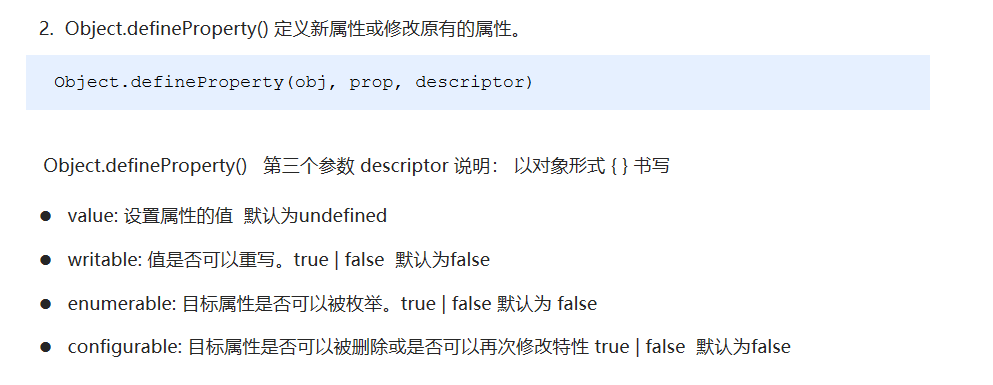 2. Object.defineProperty() 定义新属性或修改原有的属性。
Object.defineProperty(obj, prop, descriptor)
Object.defineProperty() 第三个参数 descriptor 说明： 以对象形式 { } 书写
● value: 设置属性的值 默认为undefined
● writable: 值是否可以重写。true | false 默认为false
● enumerable: 目标属性是否可以被枚举。true | false 默认为 false
● configurable: 目标属性是否可以被删除或是否可以再次修改特性 true | false 默认为false